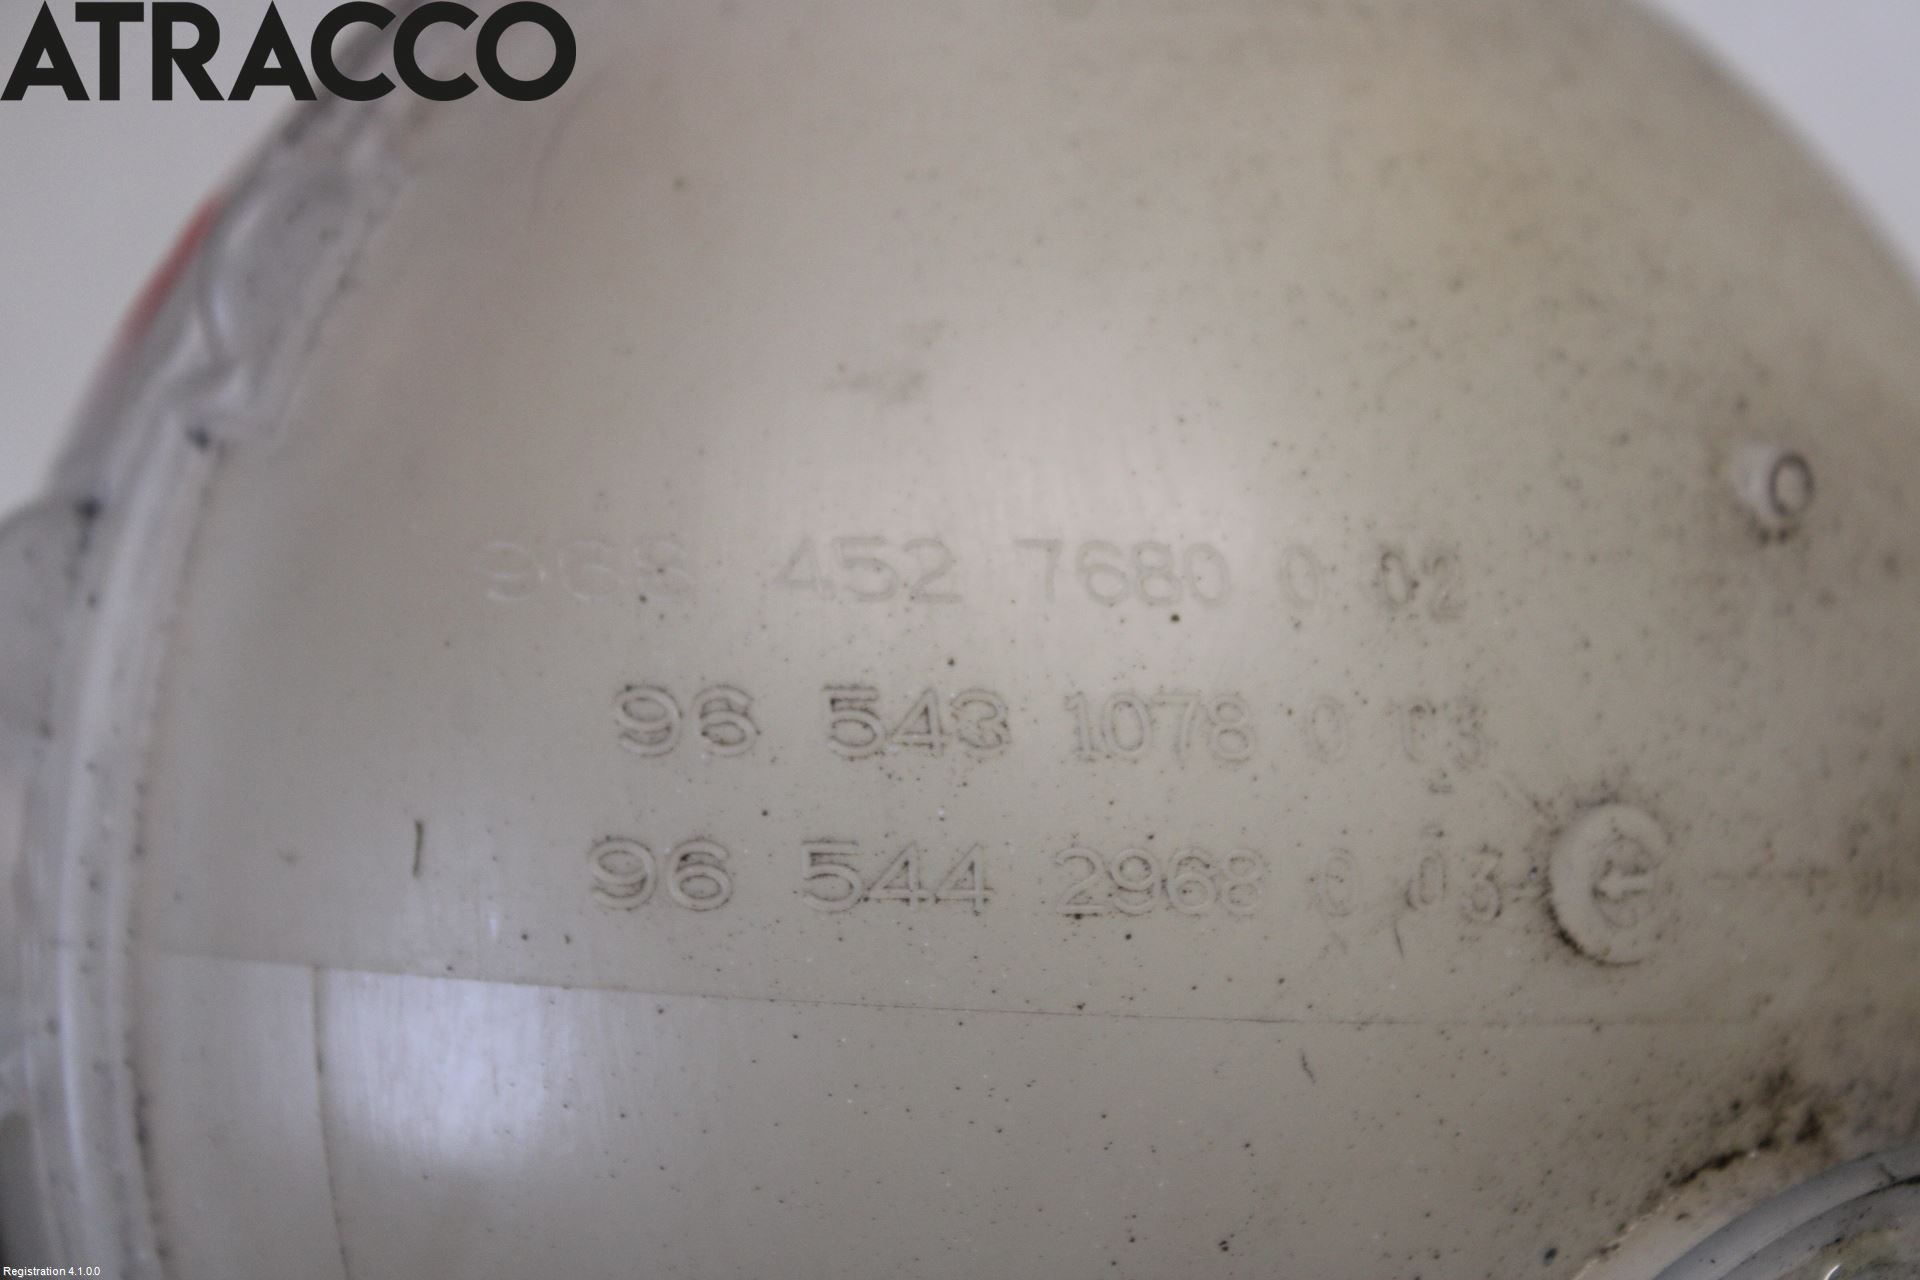 ATRACCO
O
968 452 7680 0 02
96 543 1078 0 03
96 544 2968 0 03
Registration 4.1.0.0